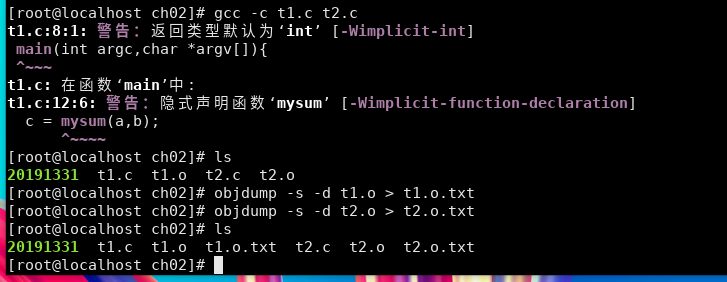 [root@localhost ch02]# gcc -c t1.c t2.c
t1.c:8:1: 警告：返回类型默认为‘int’ [-Wimplicit-int]
 main(int argc,char *argv[]){
 ^~~~
t1.c: 在函数‘main’中：
t1.c:12:6: 警告：隐式声明函数‘mysum’ [-Wimplicit-function-declaration]
  c = mysum(a,b);
      ^~~~~
[root@localhost ch02]# ls
20191331  t1.c  t1.o  t2.c  t2.o
[root@localhost ch02]# objdump -s -d t1.o > t1.o.txt
[root@localhost ch02]# objdump -s -d t2.o > t2.o.txt
[root@localhost ch02]# ls
20191331  t1.c  t1.o  t1.o.txt  t2.c  t2.o  t2.o.txt
[root@localhost ch02]#